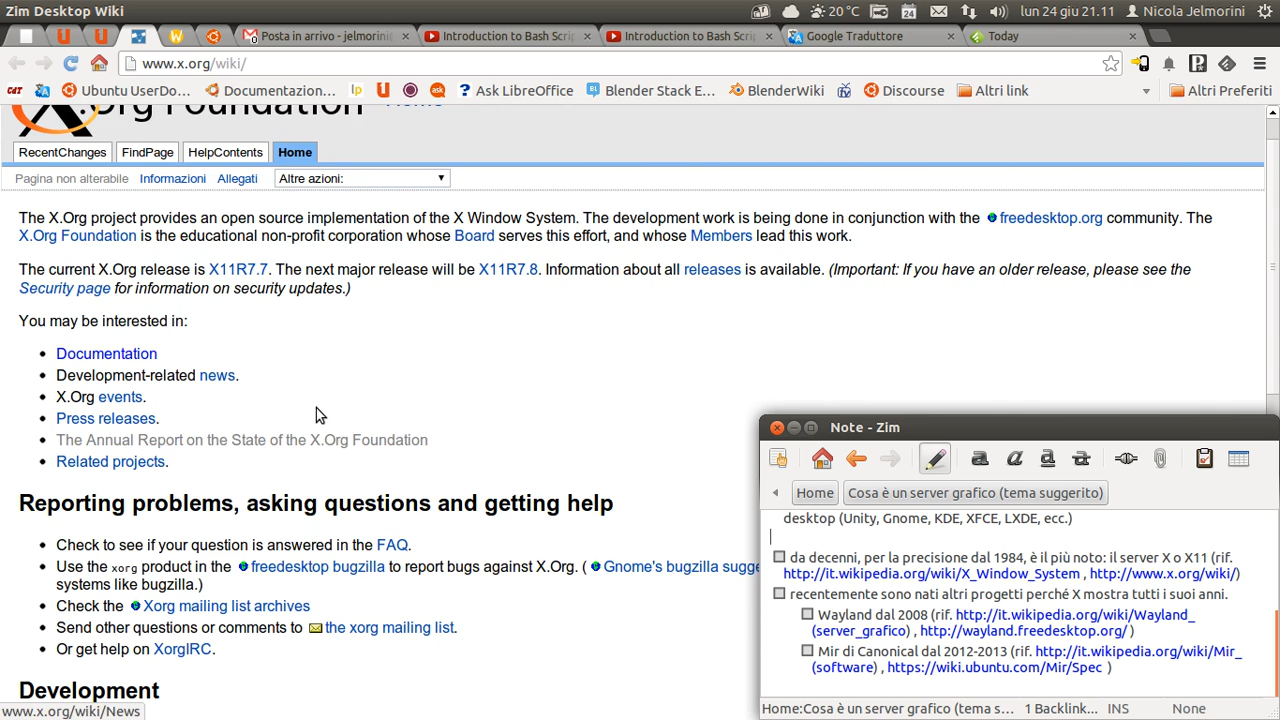 Zim Desktop Wiki
20 °C
24
lun 24 giu 21.11
Nicola Jelmorini
Posta in arrivo - jelmorini
Introduction to Bash Scrip
Introduction to Bash Scrip
Google Traduttore
Today
www.x.org/wiki/
CAT
Ubuntu UserDo...
Documentazion...
lp
Ask LibreOffice
Blender Stack E...
BlenderWiki
Discourse
Altri link
Altri Preferiti
X.Org Foundation
Home
RecentChanges
FindPage
HelpContents
Home
Pagina non alterabile
Informazioni
Allegati
Altre azioni:
The X.Org project provides an open source implementation of the X Window System. The development work is being done in conjunction with the freedesktop.org community. The
X.Org Foundation is the educational non-profit corporation whose Board serves this effort, and whose Members lead this work.
The current X.Org release is X11R7.7. The next major release will be X11R7.8. Information about all releases is available. (Important: If you have an older release, please see the
Security page for information on security updates.)
You may be interested in:
Documentation
Development-related news.
X.Org events.
Press releases.
The Annual Report on the State of the X.Org Foundation
Related projects.
Reporting problems, asking questions and getting help
Check to see if your question is answered in the FAQ.
Use the xorg product in the freedesktop bugzilla to report bugs against X.Org. ( Gnome's bugzilla sugge
systems like bugzilla.)
Check the Xorg mailing list archives
Send other questions or comments to the xorg mailing list.
Or get help on XorgIRC.
Development
www.x.org/wiki/News
Note - Zim
Home
Cosa è un server grafico (tema suggerito)
desktop (Unity, Gnome, KDE, XFCE, LXDE, ecc.)
da decenni, per la precisione dal 1984, è il più noto: il server X o X11 (rif.
http://it.wikipedia.org/wiki/X_Window_System , http://www.x.org/wiki/)
recentemente sono nati altri progetti perché X mostra tutti i suoi anni.
Wayland dal 2008 (rif. http://it.wikipedia.org/wiki/Wayland_
(server_grafico) , http://wayland.freedesktop.org/ )
Mir di Canonical dal 2012-2013 (rif. http://it.wikipedia.org/wiki/Mir_
(software) , https://wiki.ubuntu.com/Mir/Spec )
Home:Cosa è un server grafico (tema s...
1 Backlink...
INS
None